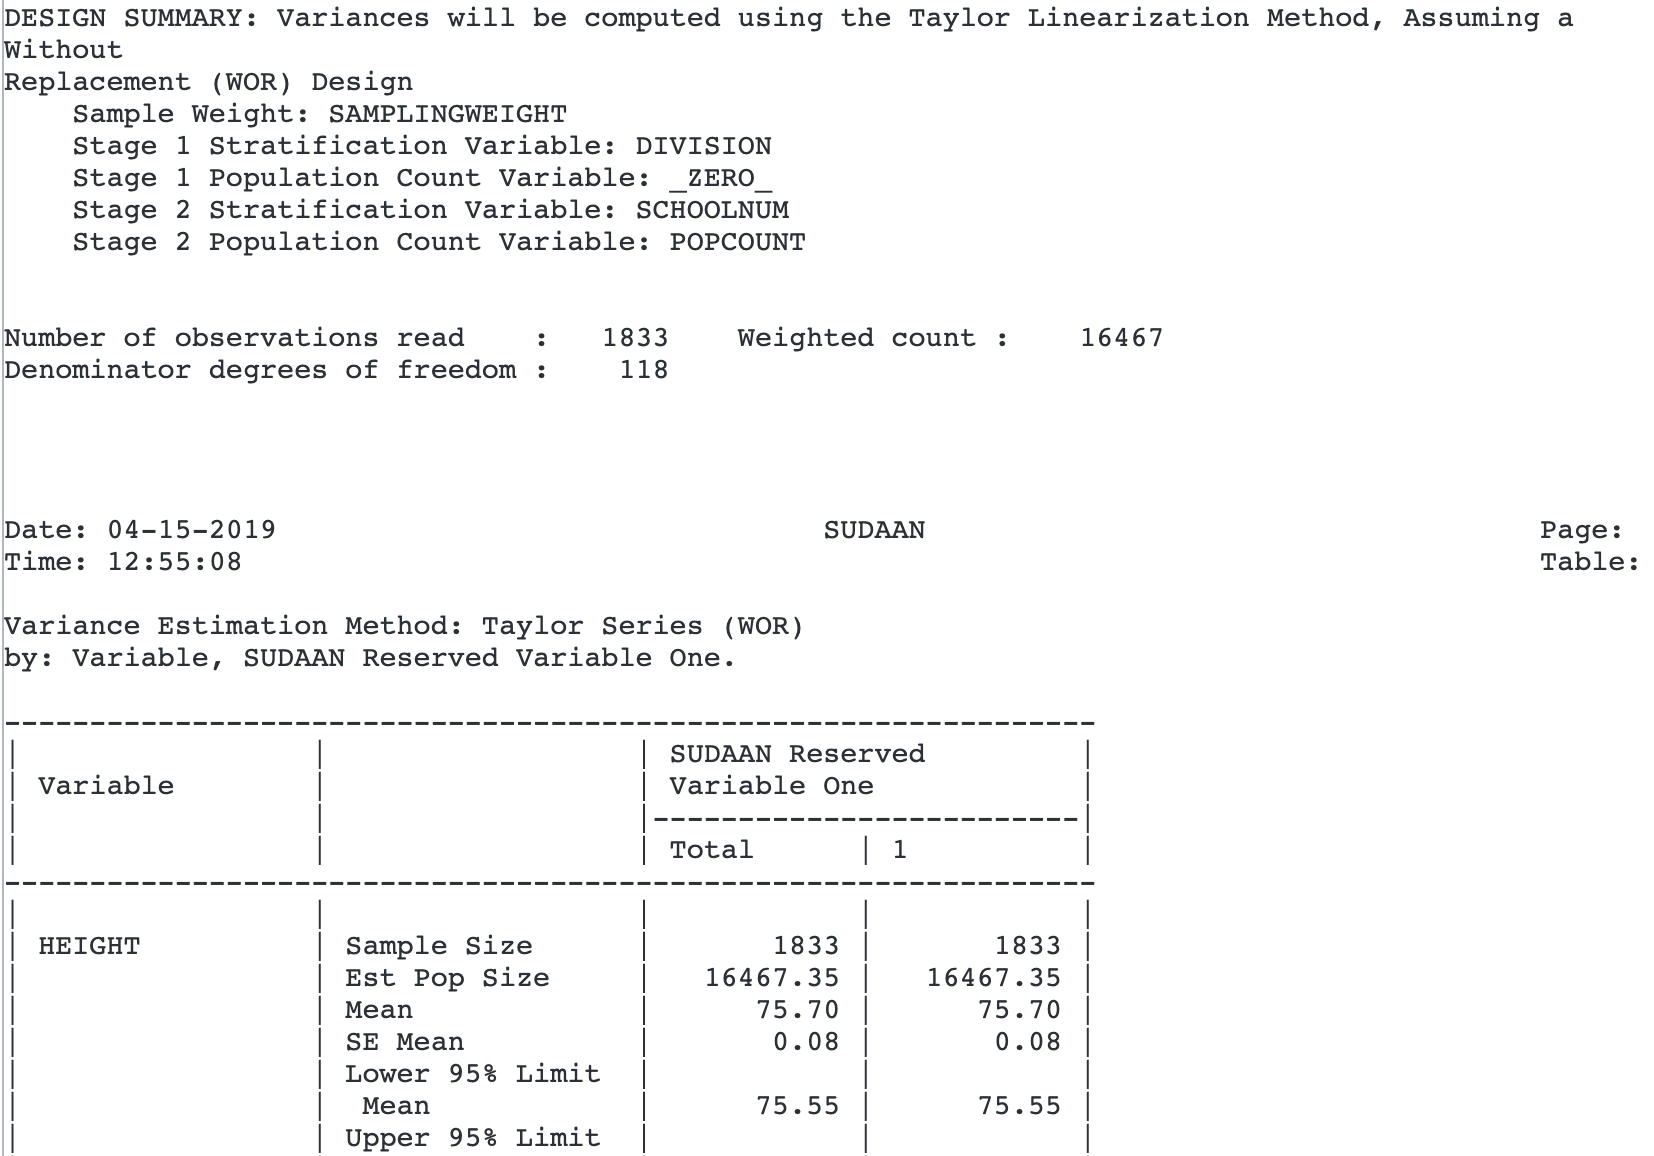 DESIGN SUMMARY: Variances will be computed using the Taylor Linearization Method, Assuming a
Without
Replacement (WOR) Design
Sample Weight: SAMPLINGWEIGHT
Stage 1 Stratification Variable: DIVISION
Stage 1 Population Count Variable: _ZERO_
Stage 2 Stratification Variable: SCHOOLNUM
Stage 2 Population Count Variable: POPCOUNT
Number of observations read : 1833 Weighted count : 16467
Denominator degrees of freedom : 118
Date: 04-15-2019 SUDAAN Page:
Time: 12:55:08 Table:
Variance Estimation Method: Taylor Series (WOR)
by: Variable, SUDAAN Reserved Variable One.
SUDAAN Reserved
Variable Variable One
Total 1
HEIGHT Sample Size 1833 1833
Est Pop Size 16467.35 16467.35
Mean 75.70 75.70
SE Mean 0.08 0.08
Lower 95% Limit
Mean 75.55 75.55
Upper 95% Limit